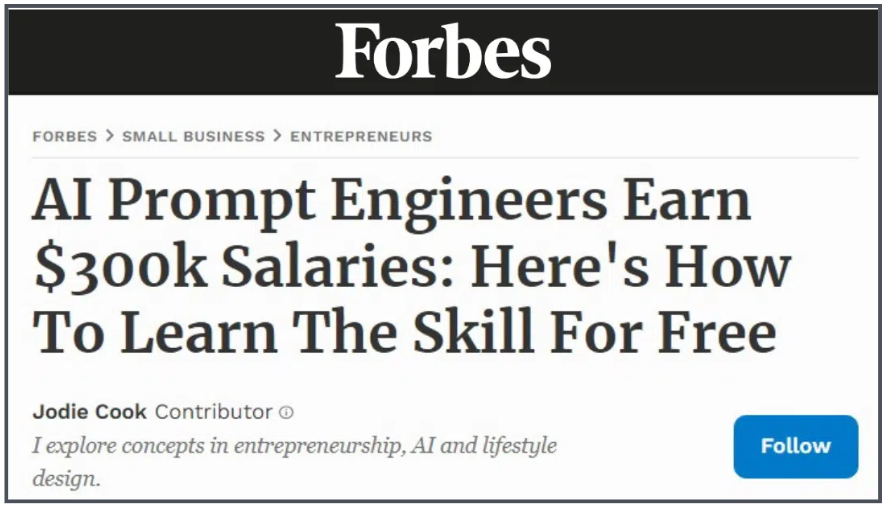 Forbes
FORBES > SMALL BUSINESS > ENTREPRENEURS
AI Prompt Engineers Earn
$300k Salaries: Here's How
To Learn The Skill For Free
Jodie Cook Contributor ⓘ
I explore concepts in entrepreneurship, AI and lifestyle
design.
Follow